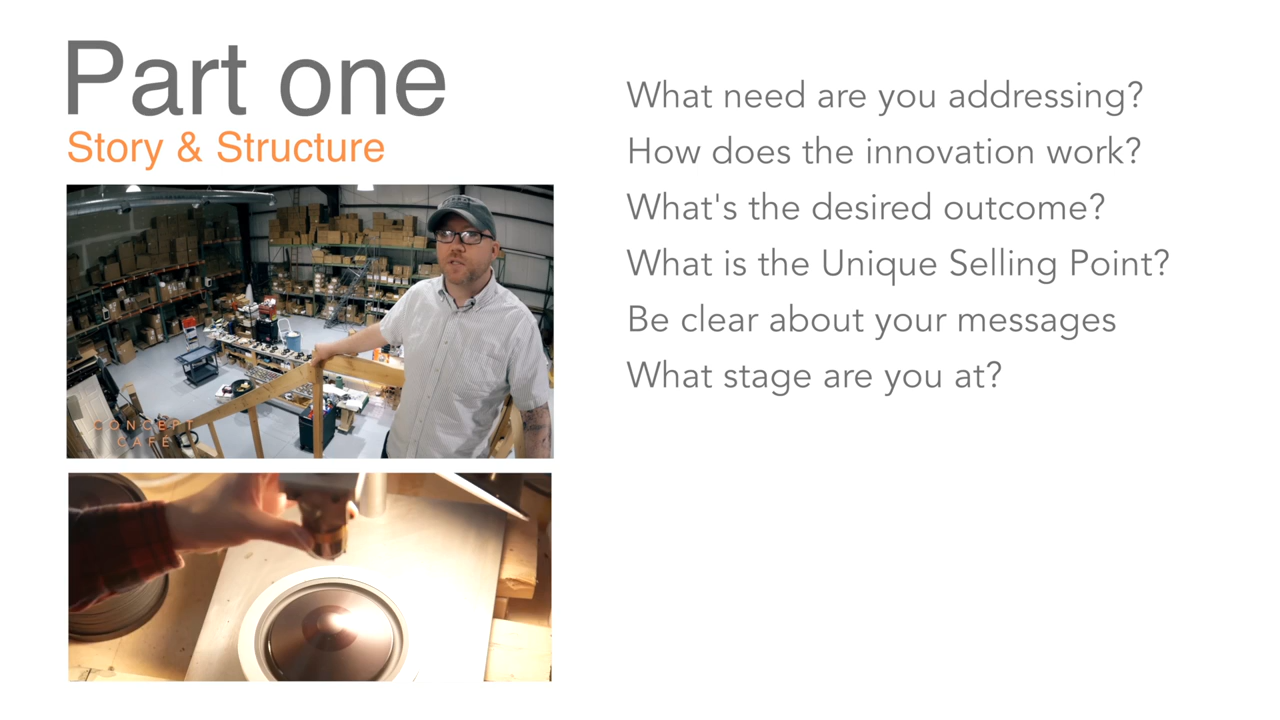 Part one
Story & Structure
What need are you addressing?
How does the innovation work?
What's the desired outcome?
What is the Unique Selling Point?
Be clear about your messages
What stage are you at?
CONCEPT
CAFÉ